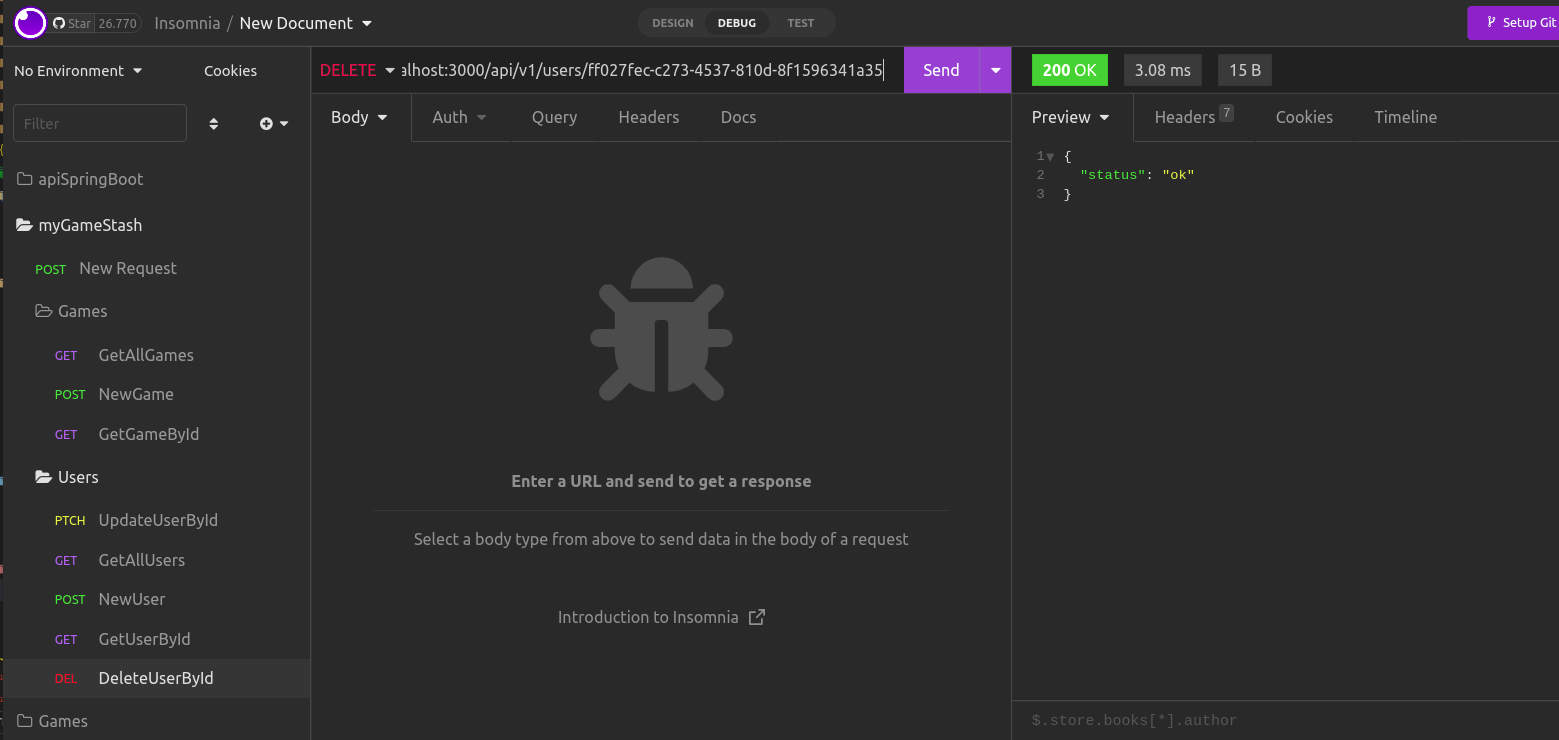 Star 26.770 Insomnia / New Document DESIGN DEBUG TEST Setup Git
No Environment Cookies DELETE alhost:3000/api/v1/users/ff027fec-c273-4537-810d-8f1596341a35 Send 200 OK 3.08 ms 15 B
Filter
Body Auth Query Headers Docs
Preview Headers 7 Cookies Timeline
apiSpringBoot
myGameStash
POST New Request
Games
GET GetAllGames
POST NewGame
GET GetGameById
Users
PTCH UpdateUserById
GET GetAllUsers
POST NewUser
GET GetUserById
DEL DeleteUserById
Games
Enter a URL and send to get a response
Select a body type from above to send data in the body of a request
Introduction to Insomnia
1 {
2 "status": "ok"
3 }
$.store.books[*].author